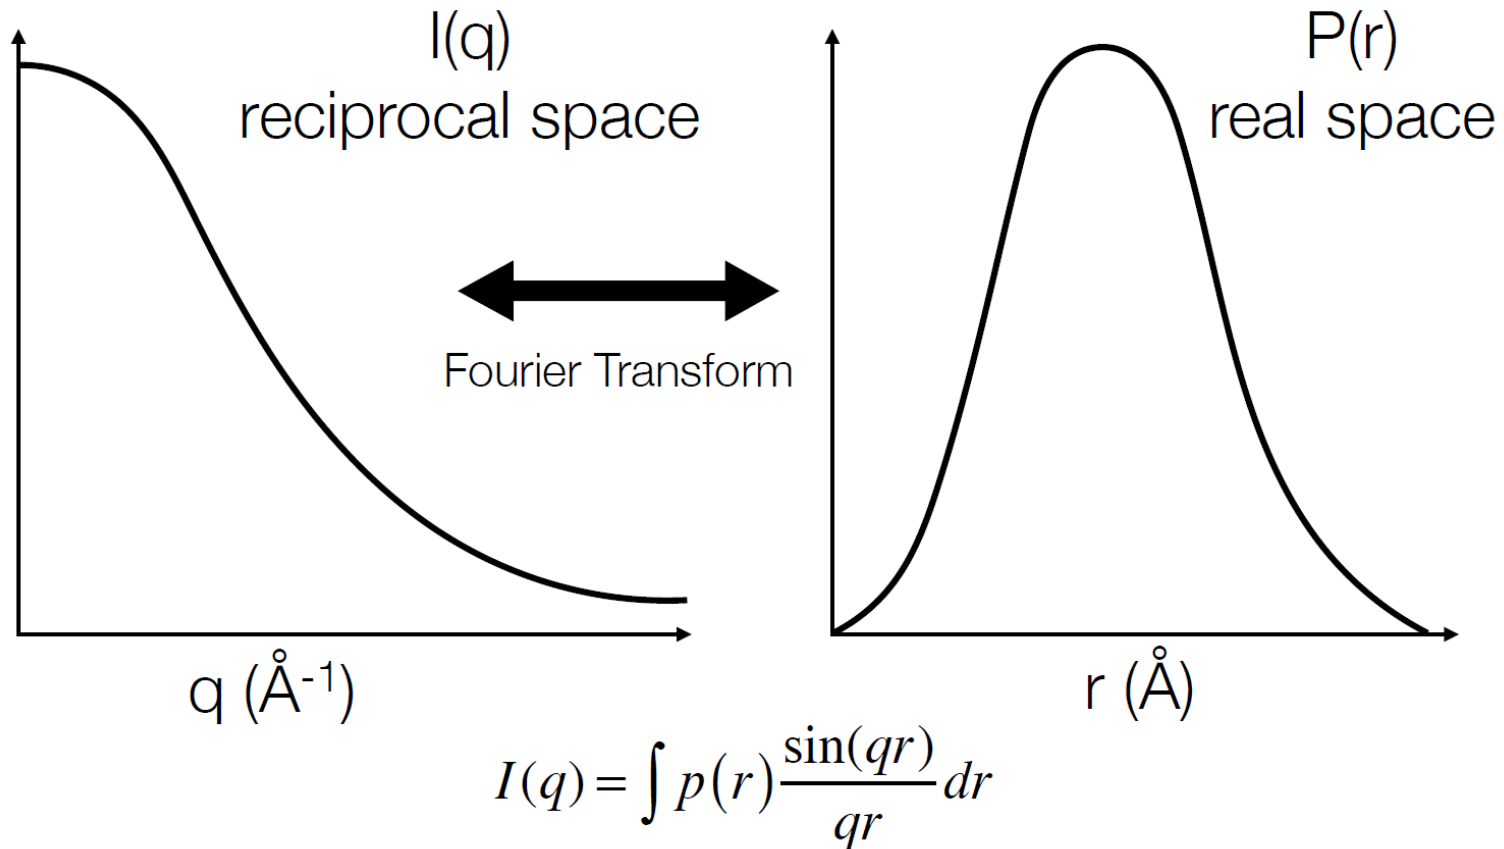 I(q)
reciprocal space
P(r)
real space
Fourier Transform
q (Å⁻¹)
r (Å)
I(q) = ∫ p(r) sin(qr)/qr dr